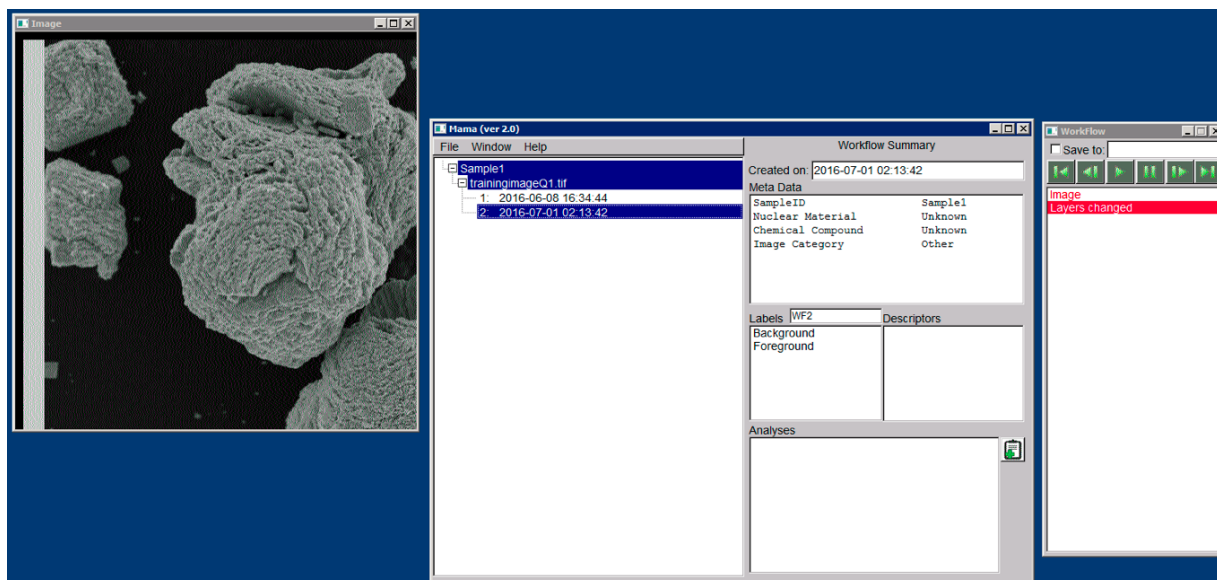 Image
Mama (ver 2.0)
File Window Help
Sample1
trainingimageQ1.tif
1: 2016-06-08 16:34:44
2: 2016-07-01 02:13:42
Workflow Summary
Created on: 2016-07-01 02:13:42
Meta Data
SampleID Sample1
Nuclear Material Unknown
Chemical Compound Unknown
Image Category Other
Labels WF2 Descriptors
Background
Foreground
Analyses
WorkFlow
Save to:
Image
Layers changed